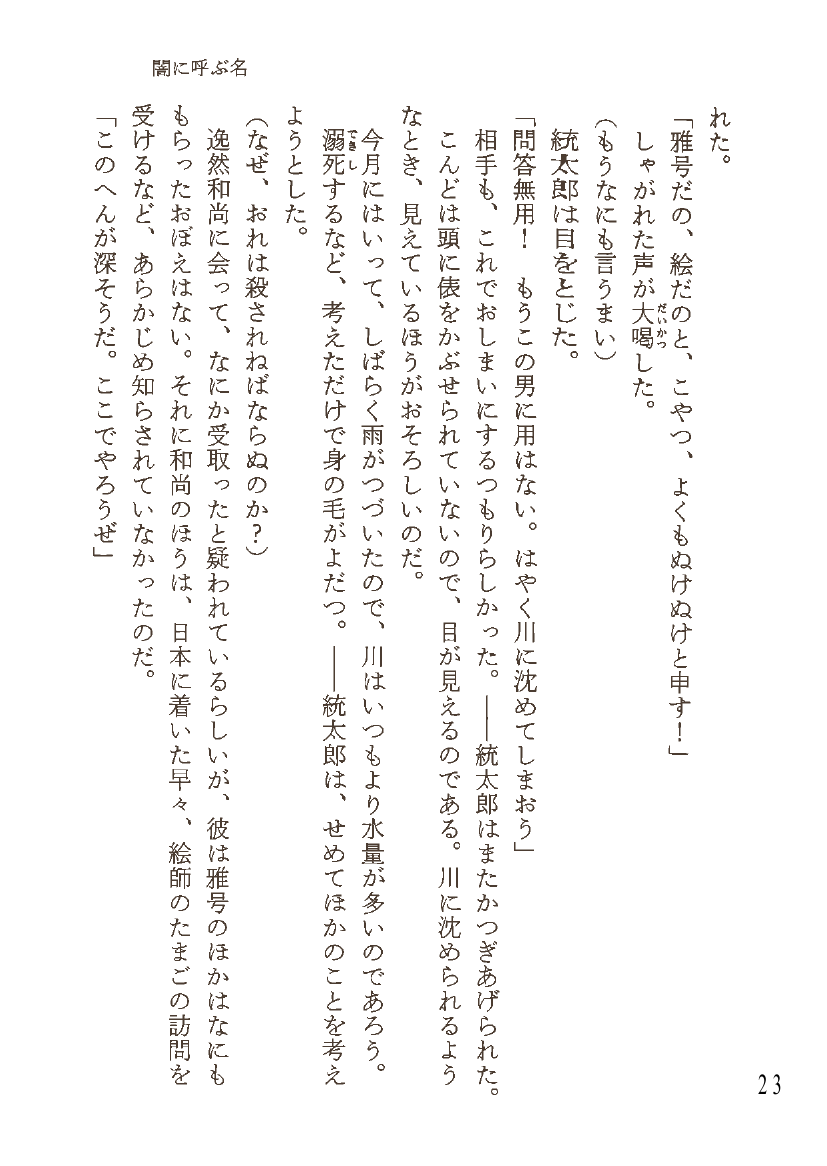 闇に呼ぶ名
れた。
「雅号だの、絵だのと、こやつ、よくもぬけぬけと申す！」
しゃがれた声が大喝した。
だいかつ
（もうなにも言うまい）
統太郎は目をとじた。
「問答無用！　もうこの男に用はない。はやく川に沈めてしまおう」
相手も、これでおしまいにするつもりらしかった。――統太郎はまたかつぎあげられた。
こんどは頭に俵をかぶせられていないので、目が見えるのである。川に沈められるよう
なとき、見えているほうがおそろしいのだ。
今月にはいって、しばらく雨がつづいたので、川はいつもより水量が多いのであろう。
溺死するなど、考えただけで身の毛がよだつ。――統太郎は、せめてほかのことを考え
できし
ようとした。
（なぜ、おれは殺されねばならぬのか？）
逸然和尚に会って、なにか受取ったと疑われているらしいが、彼は雅号のほかはなにも
もらったおぼえはない。それに和尚のほうは、日本に着いた早々、絵師のたまごの訪問を
受けるなど、あらかじめ知らされていなかったのだ。
「このへんが深そうだ。ここでやろうぜ」
23